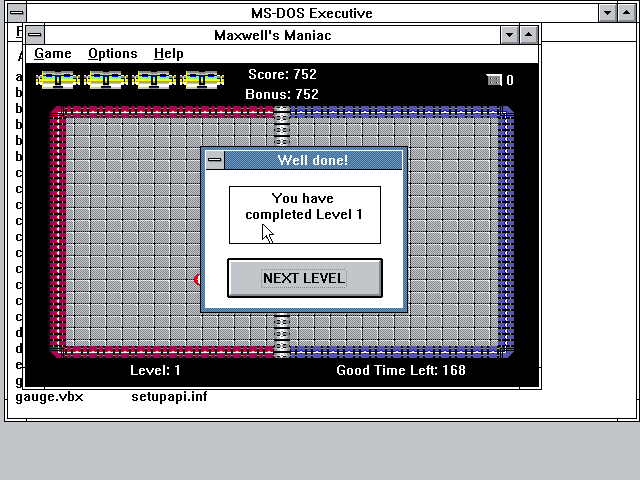 MS-DOS Executive
Maxwell's Maniac
Game Options Help
Score: 752
0
Bonus: 752
Well done!
You have
completed Level 1
NEXT LEVEL
Level: 1
Good Time Left: 168
gauge.vbx setupapi.inf